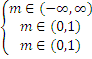 m ∈ (−∞,∞)
m ∈ (0,1)
m ∈ (0,1)